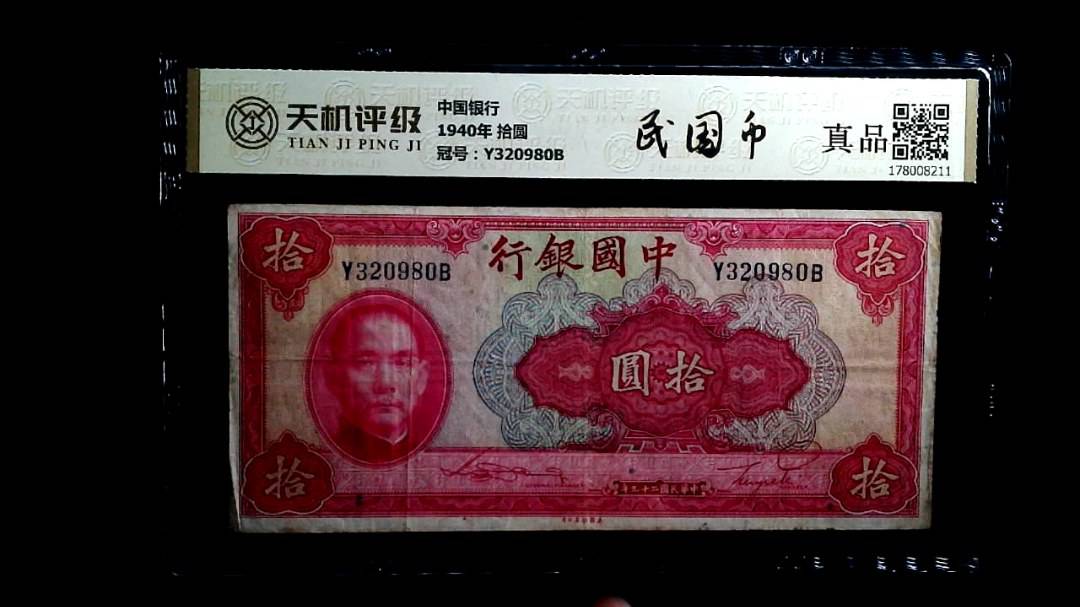 天机评级
TIAN JI PING JI
中国银行
1940年 拾圆
冠号：Y320980B
民国币
真品
178008211
拾
行銀國中
拾
Y320980B
Y320980B
圓拾
拾
拾